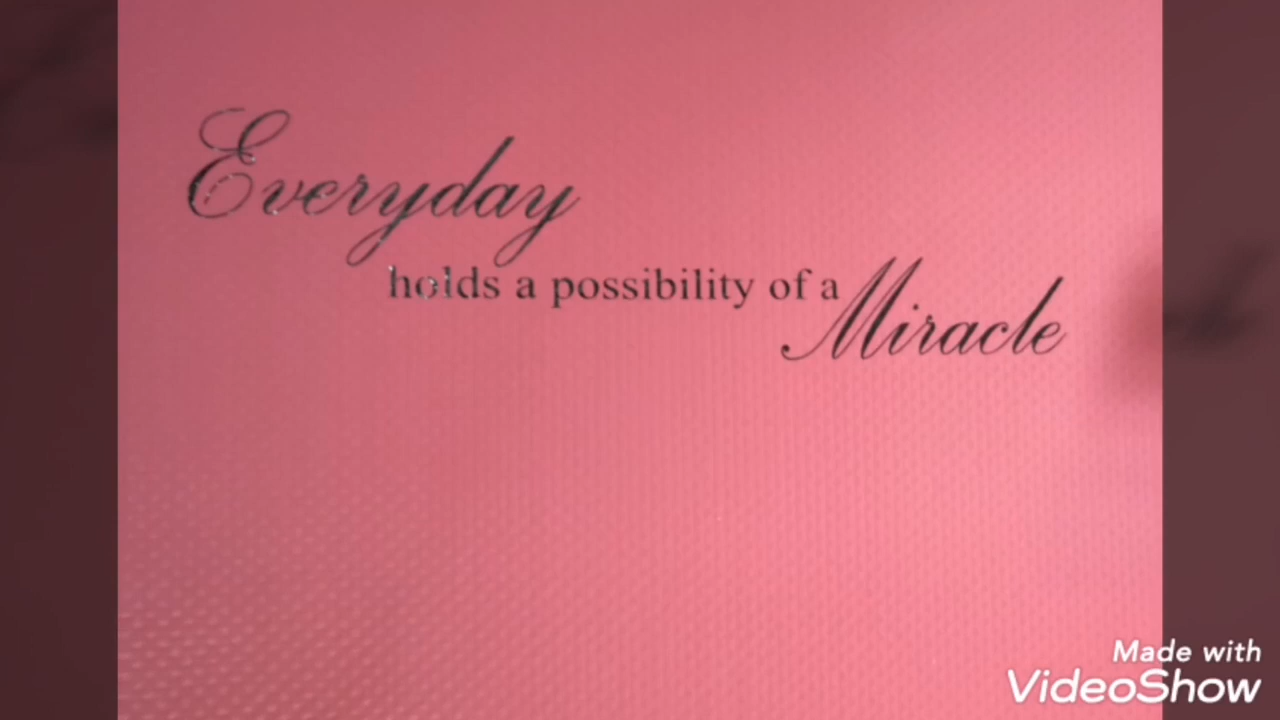 Everyday
holds a possibility of a
Miracle
Made with
VideoShow